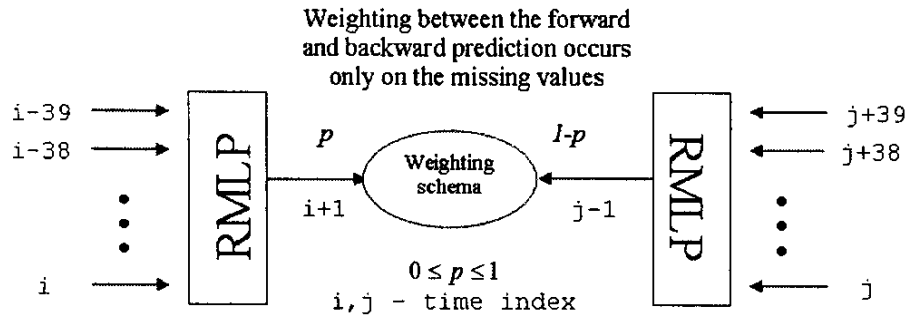 Weighting between the forward
and backward prediction occurs
only on the missing values
i-39
i-38
i
RMLP
p
i+1
Weighting
schema
1-p
j-1
RMLP
j+39
j+38
j
0 ≤ p ≤ 1
i,j - time index